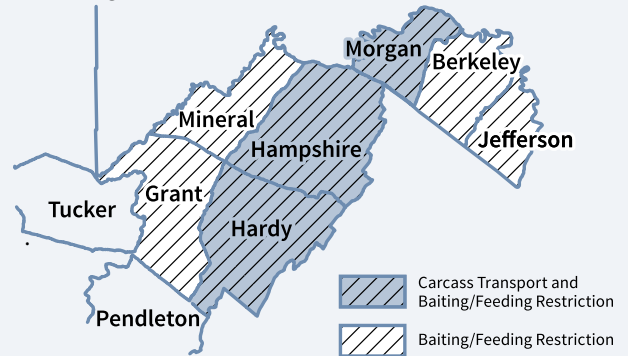 Morgan
Berkeley
Mineral
Jefferson
Hampshire
Grant
Tucker
Hardy
Carcass Transport and
Baiting/Feeding Restriction
Pendleton
Baiting/Feeding Restriction